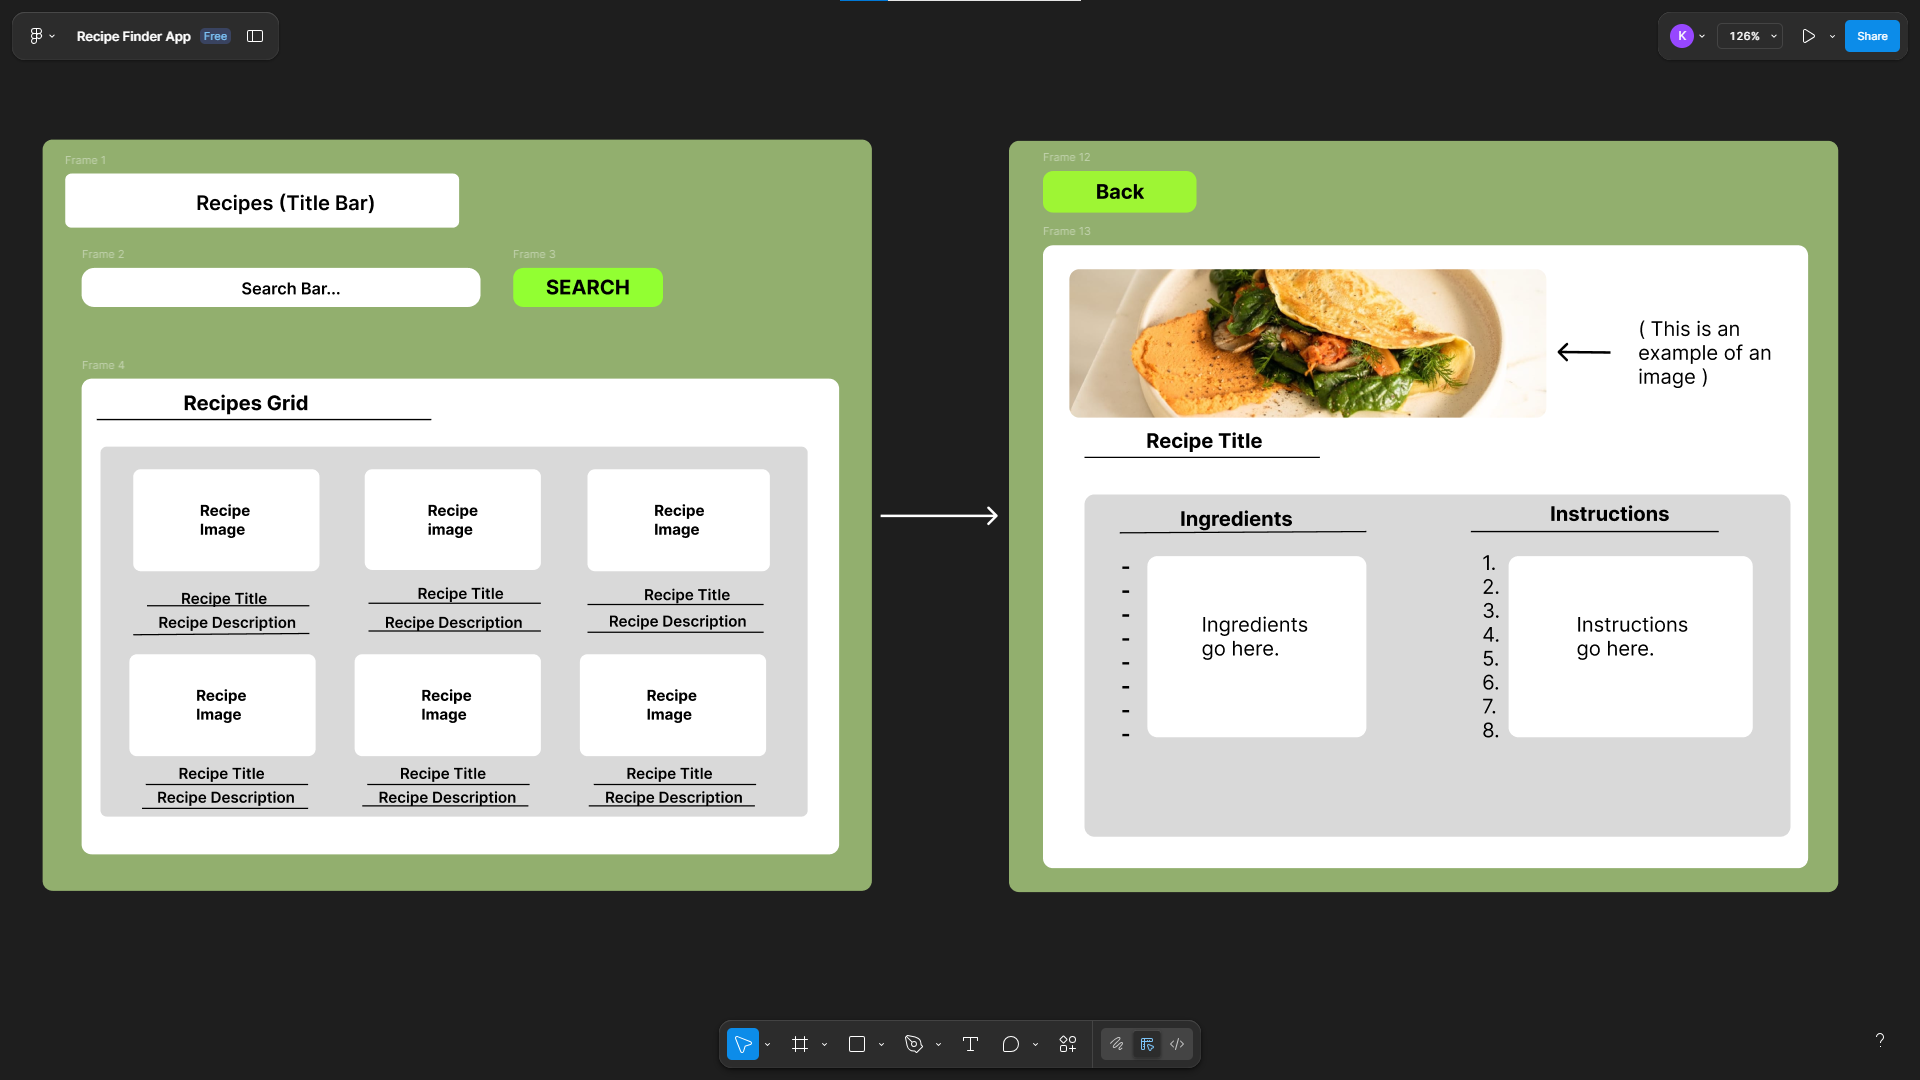 Recipe Finder App Free
K 126% Share
Frame 1
Recipes (Title Bar)
Frame 2
Search Bar...
Frame 3
SEARCH
Frame 4
Recipes Grid
Recipe
Image
Recipe
image
Recipe
Image
Recipe Title
Recipe Title
Recipe Title
Recipe Description
Recipe Description
Recipe Description
Recipe
Image
Recipe
Image
Recipe
Image
Recipe Title
Recipe Title
Recipe Title
Recipe Description
Recipe Description
Recipe Description
Frame 12
Back
Frame 13
( This is an
example of an
image )
Recipe Title
Ingredients
-
-
-
-
-
-
-
-
Ingredients
go here.
Instructions
1.
2.
3.
4.
5.
6.
7.
8.
Instructions
go here.
?